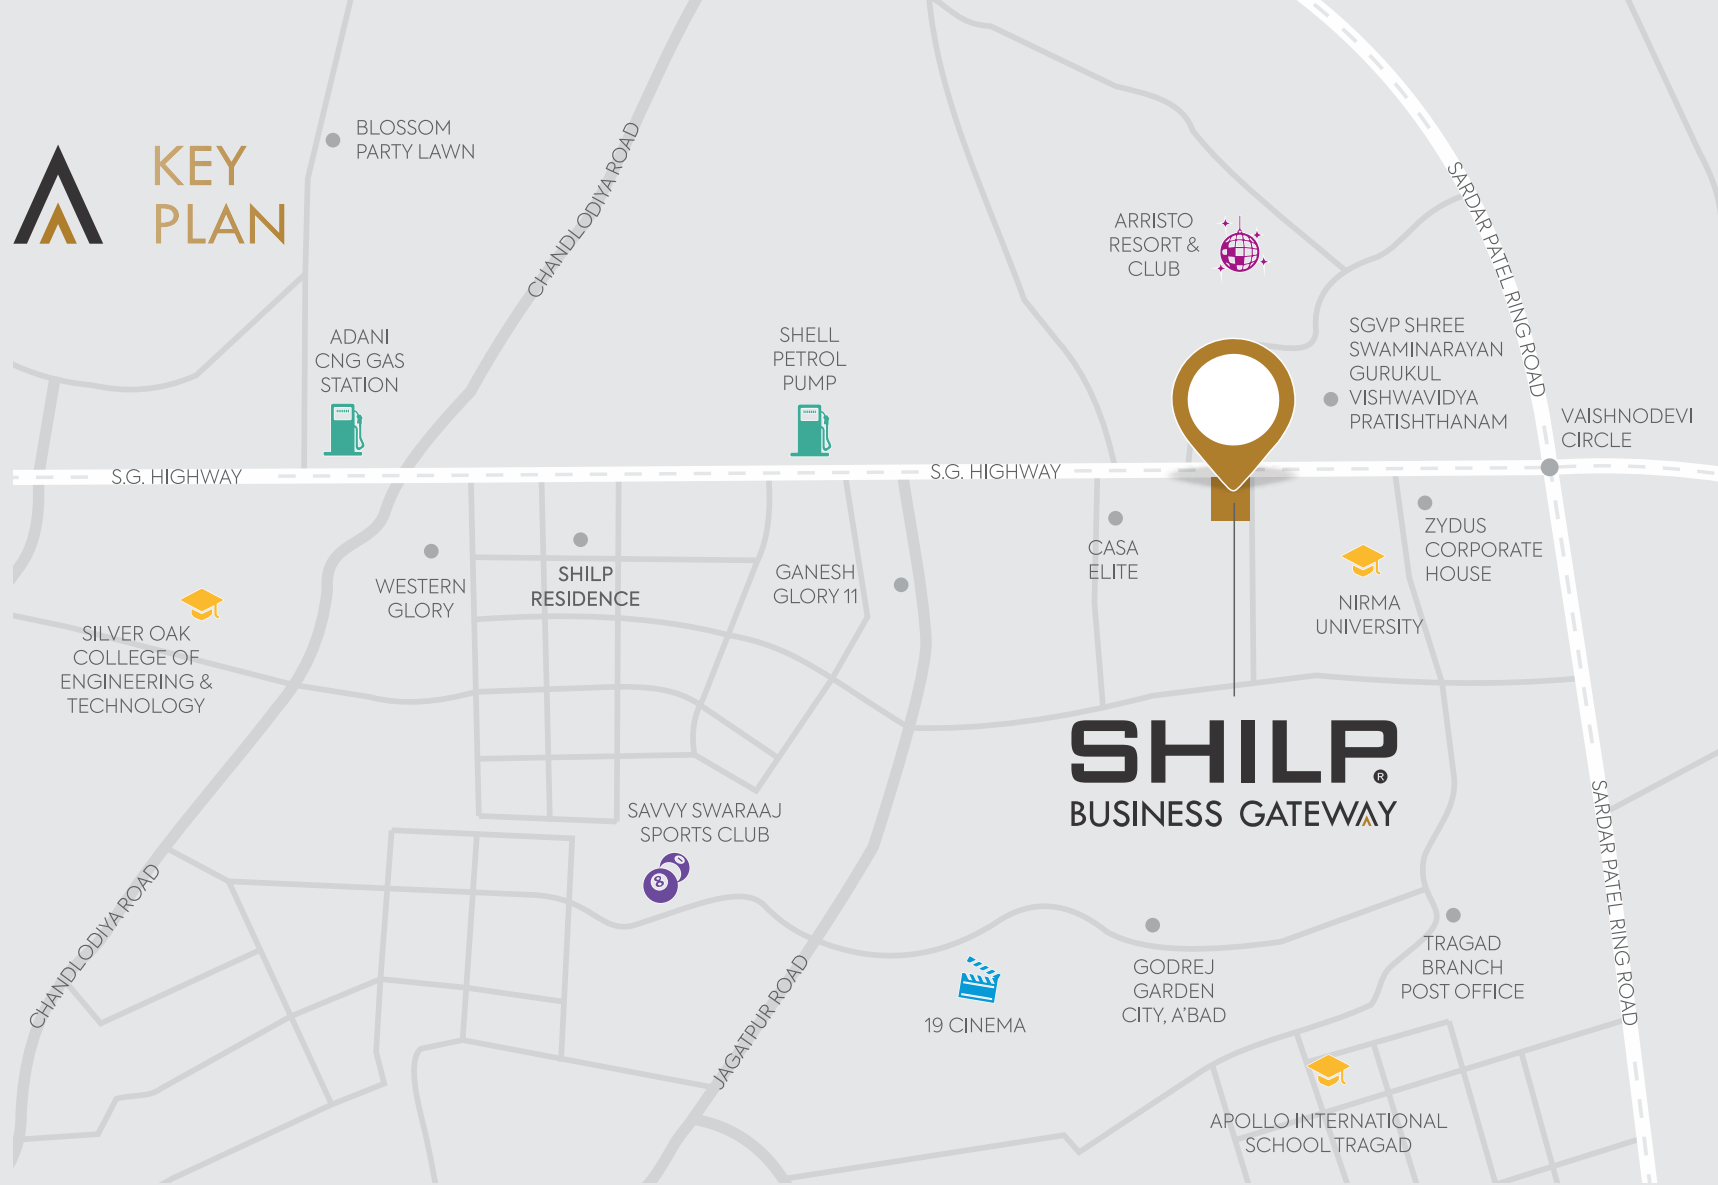 KEY
PLAN
BLOSSOM
PARTY LAWN
CHANDLODIYA ROAD
SARDAR PATEL RING ROAD
ARRISTO
RESORT &
CLUB
ADANI
CNG GAS
STATION
SHELL
PETROL
PUMP
SGVP SHREE
SWAMINARAYAN
GURUKUL
VISHWAVIDYA
PRATISHTHANAM
VAISHNODEVI
CIRCLE
S.G. HIGHWAY
S.G. HIGHWAY
WESTERN
GLORY
SHILP
RESIDENCE
GANESH
GLORY 11
CASA
ELITE
ZYDUS
CORPORATE
HOUSE
NIRMA
UNIVERSITY
SILVER OAK
COLLEGE OF
ENGINEERING &
TECHNOLOGY
SHILP®
BUSINESS GATEWAY
SAVVY SWARAAJ
SPORTS CLUB
8
CHANDLODIYA ROAD
JAGATPUR ROAD
SARDAR PATEL RING ROAD
19 CINEMA
GODREJ
GARDEN
CITY, A'BAD
TRAGAD
BRANCH
POST OFFICE
APOLLO INTERNATIONAL
SCHOOL TRAGAD